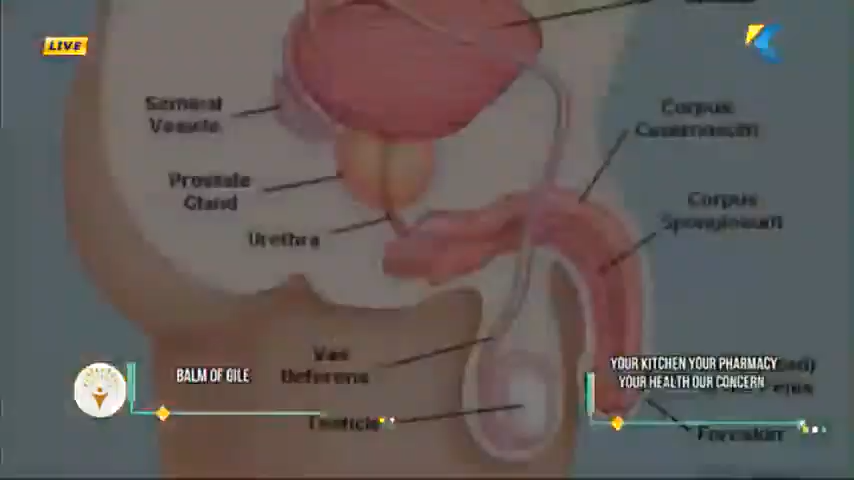 LIVE
Seminal
Vesicle
Corpus
Cavernosum
Prostate
Gland
Corpus
Spongiosum
Urethra
Vas
Deferens
Testicle
Foreskin
BALM OF GILE
YOUR KITCHEN YOUR PHARMACY
YOUR HEALTH OUR CONCERN